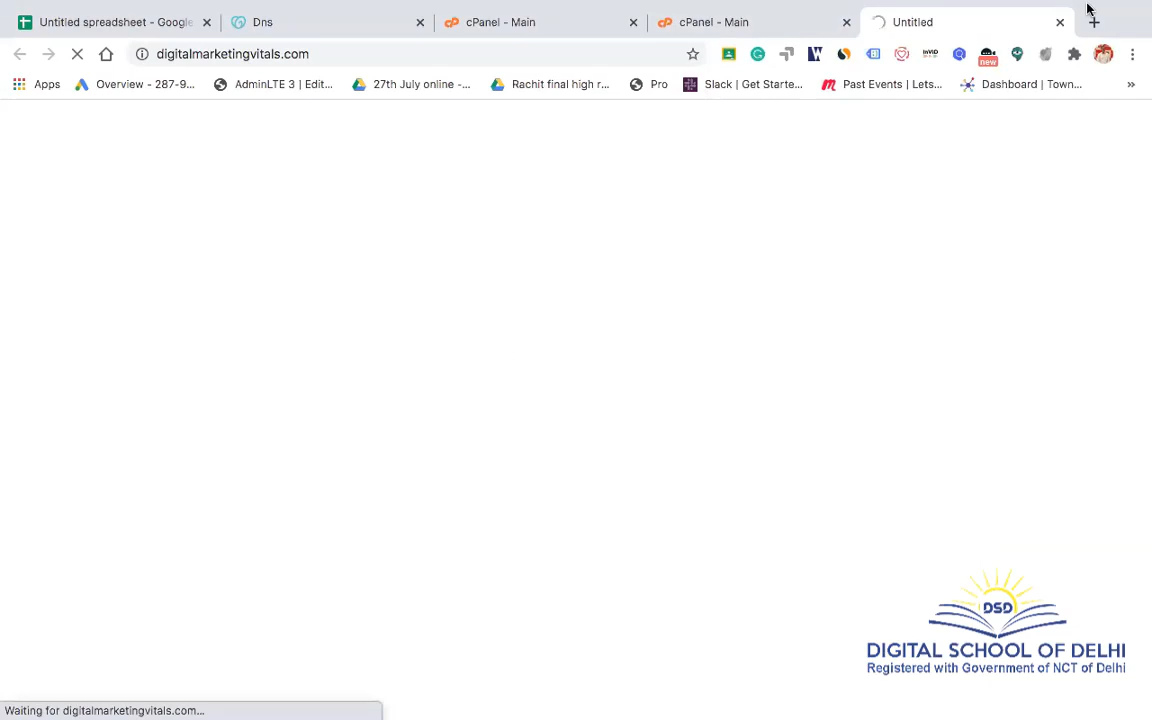 Untitled spreadsheet - Google
Dns
cPanel - Main
cPanel - Main
Untitled
digitalmarketingvitals.com
new
Apps
Overview - 287-9...
AdminLTE 3 | Edit...
27th July online -...
Rachit final high r...
Pro
Slack | Get Starte...
Past Events | Lets...
Dashboard | Town...
DSD
DIGITAL SCHOOL OF DELHI
Registered with Government of NCT of Delhi
Waiting for digitalmarketingvitals.com...